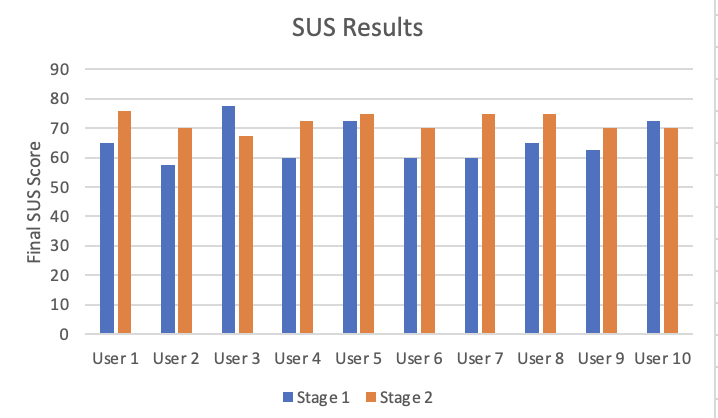 SUS Results
Final SUS Score
90
80
70
60
50
40
30
20
10
0
User 1 User 2 User 3 User 4 User 5 User 6 User 7 User 8 User 9 User 10
Stage 1 Stage 2